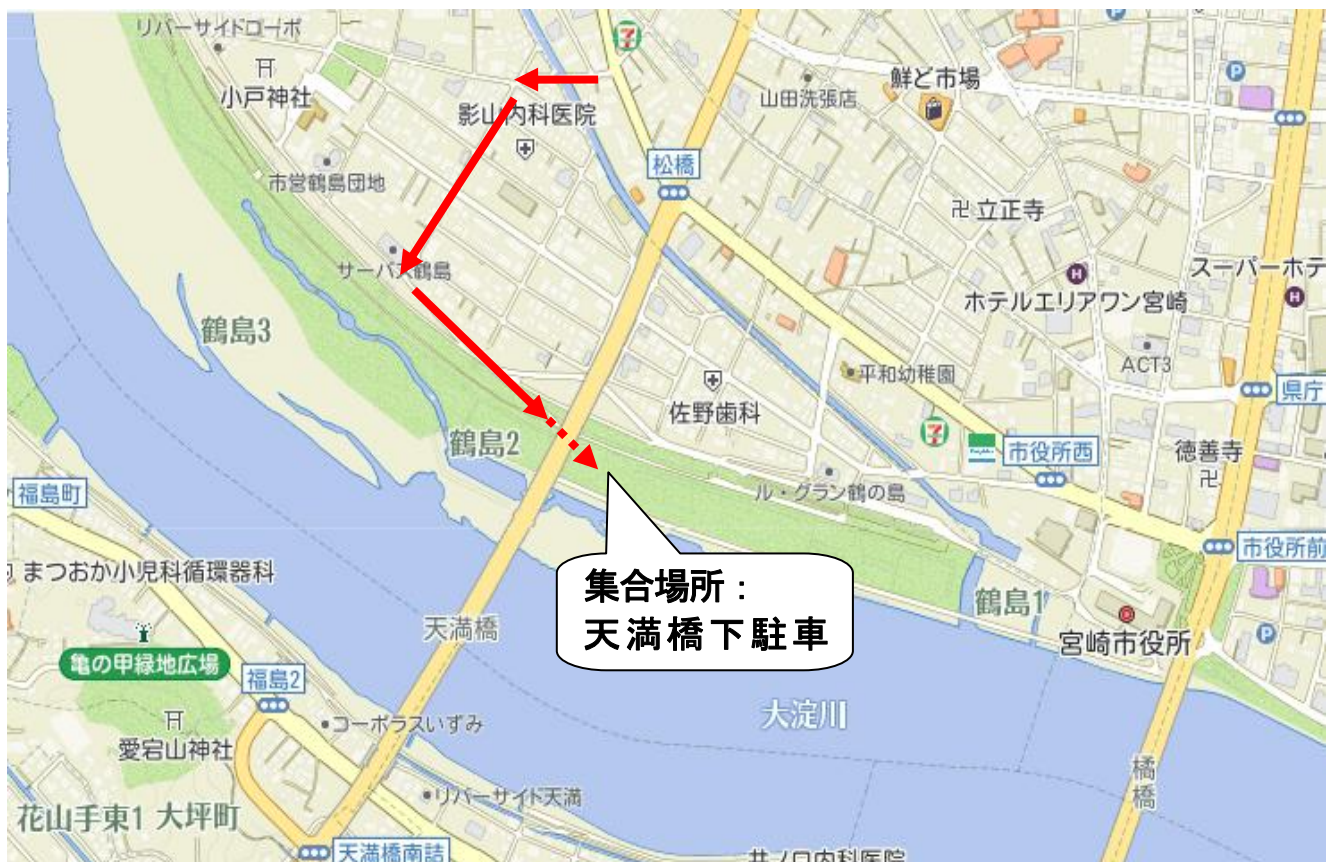 リバーサイドコーポ
小戸神社
影山内科医院
市営鶴島団地
サーパス鶴島
松橋
山田洗張店
鮮ど市場
立正寺
スーパーホテ
ホテルエリアワン宮崎
ACT3
県庁
平和幼稚園
佐野歯科
鶴島3
鶴島2
市役所西
徳善寺
ル・グラン鶴の島
福島町
市役所前
まつおか小児科循環器科
集合場所：
天満橋下駐車
鶴島1
宮崎市役所
天満橋
亀の甲緑地広場
福島2
コーポラスいずみ
大淀川
愛宕山神社
橘橋
リバーサイド天満
花山手東1
大坪町
天満橋南詰
井ノ口内科医院